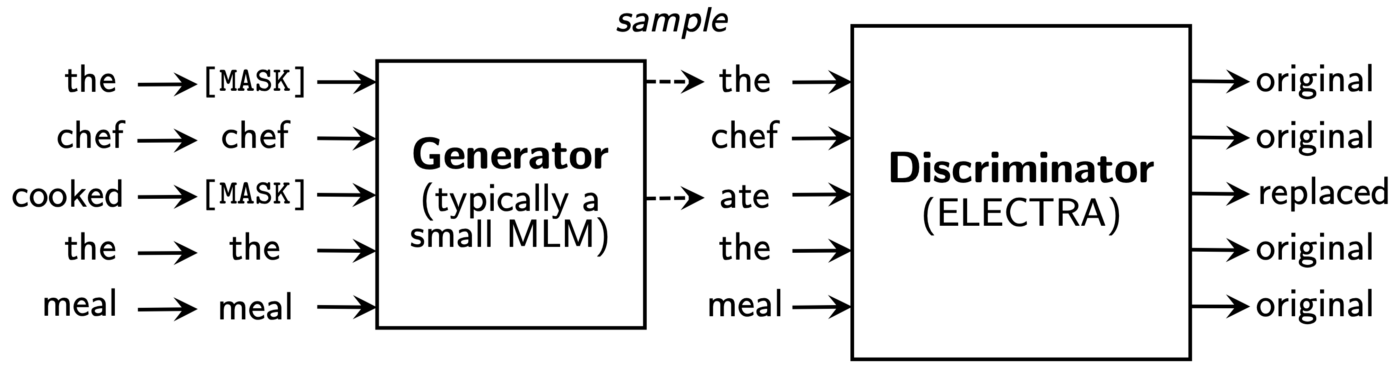 sample
the [MASK] the original
chef chef chef original
Generator
Discriminator
cooked [MASK] (typically a ate (ELECTRA) replaced
small MLM)
the the the original
meal meal meal original